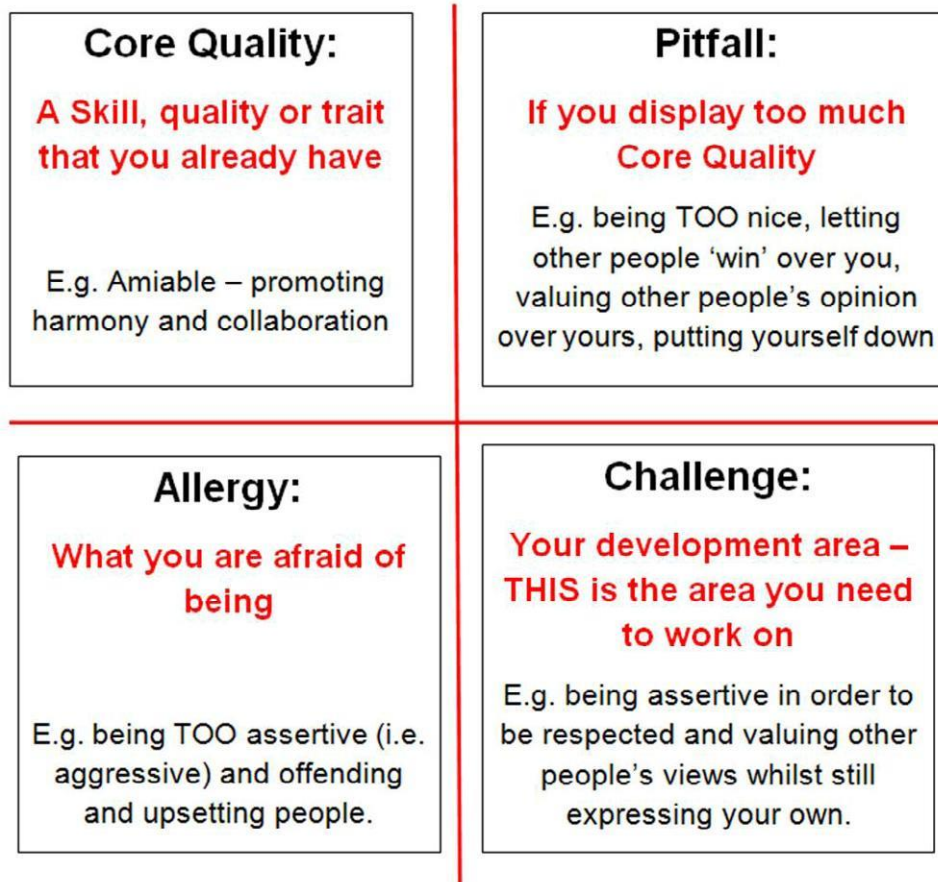 Core Quality:
A Skill, quality or trait
that you already have
E.g. Amiable – promoting
harmony and collaboration
Pitfall:
If you display too much
Core Quality
E.g. being TOO nice, letting
other people ‘win’ over you,
valuing other people’s opinion
over yours, putting yourself down
Allergy:
What you are afraid of
being
E.g. being TOO assertive (i.e.
aggressive) and offending
and upsetting people.
Challenge:
Your development area –
THIS is the area you need
to work on
E.g. being assertive in order to
be respected and valuing other
people’s views whilst still
expressing your own.